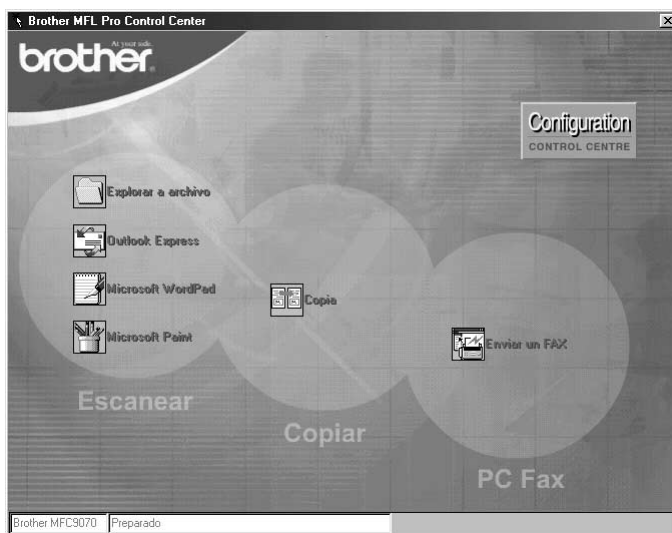 Brother MFL Pro Control Center
At your side.
brother
Configuration
CONTROL CENTRE
Explorar a archivo
Outlook Express
Microsoft WordPad
Microsoft Paint
Escanear
Copia
Copiar
Enviar un FAX
PC Fax
Brother MFC9070 Preparado